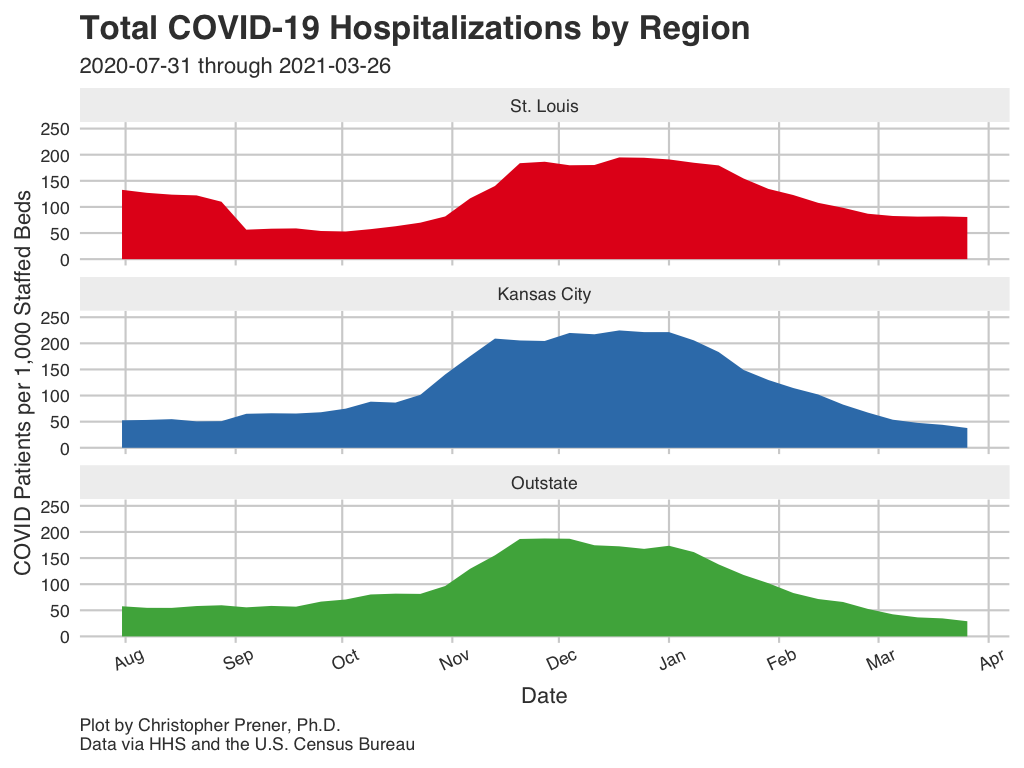 Total COVID-19 Hospitalizations by Region
2020-07-31 through 2021-03-26
St. Louis
250
200
150
100
50
0
Kansas City
250
200
150
100
50
0
Outstate
250
200
150
100
50
0
COVID Patients per 1,000 Staffed Beds
Aug Sep Oct Nov Dec Jan Feb Mar Apr
Date
Plot by Christopher Prener, Ph.D.
Data via HHS and the U.S. Census Bureau